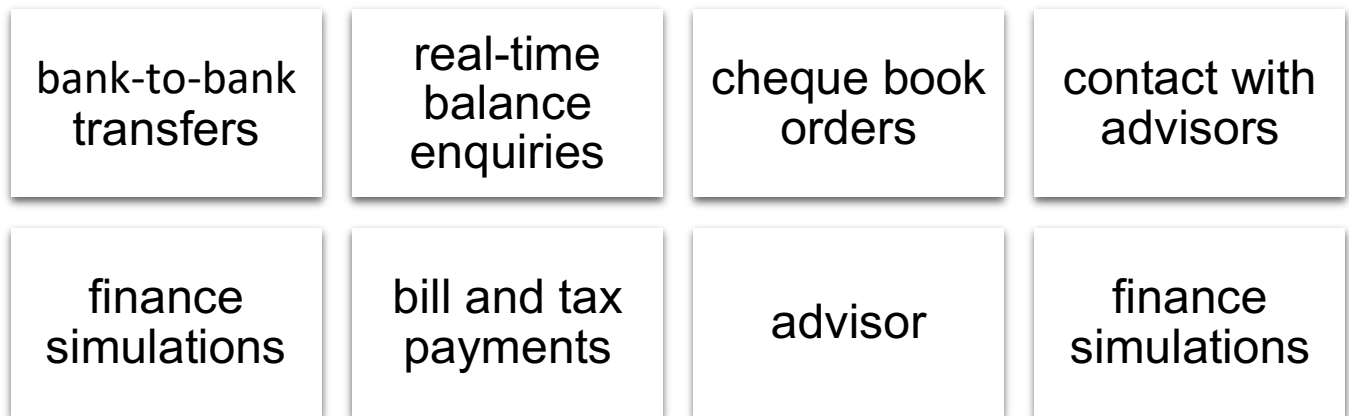 bank-to-bank
transfers
real-time
balance
enquiries
cheque book
orders
contact with
advisors
finance
simulations
bill and tax
payments
advisor
finance
simulations